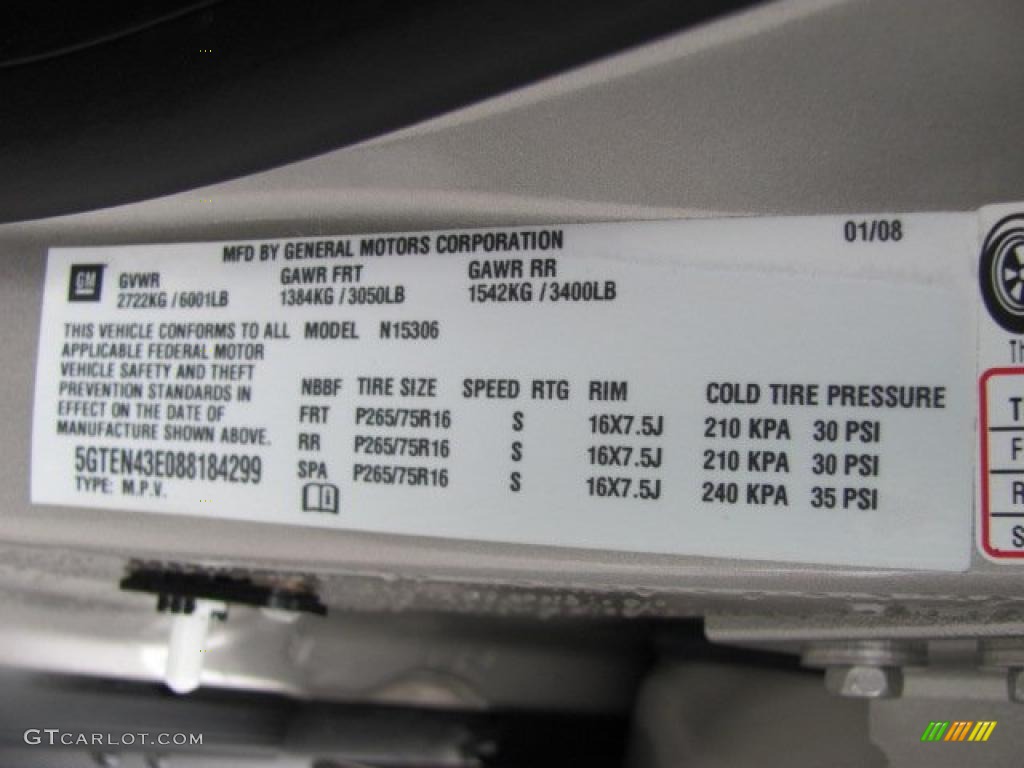 MFD BY GENERAL MOTORS CORPORATION 01/08
GM GVWR GAWR FRT GAWR RR
2722KG / 6001LB 1384KG / 3050LB 1542KG / 3400LB
THIS VEHICLE CONFORMS TO ALL MODEL N15306
APPLICABLE FEDERAL MOTOR
VEHICLE SAFETY AND THEFT
PREVENTION STANDARDS IN
EFFECT ON THE DATE OF
MANUFACTURE SHOWN ABOVE.
5GTEN43E088184299
TYPE: M.P.V.
NBBF TIRE SIZE SPEED RTG RIM COLD TIRE PRESSURE
FRT P265/75R16 S 16X7.5J 210 KPA 30 PSI
RR P265/75R16 S 16X7.5J 210 KPA 30 PSI
SPA P265/75R16 S 16X7.5J 240 KPA 35 PSI
Th
T
F
R
S
GTCARLOT.COM